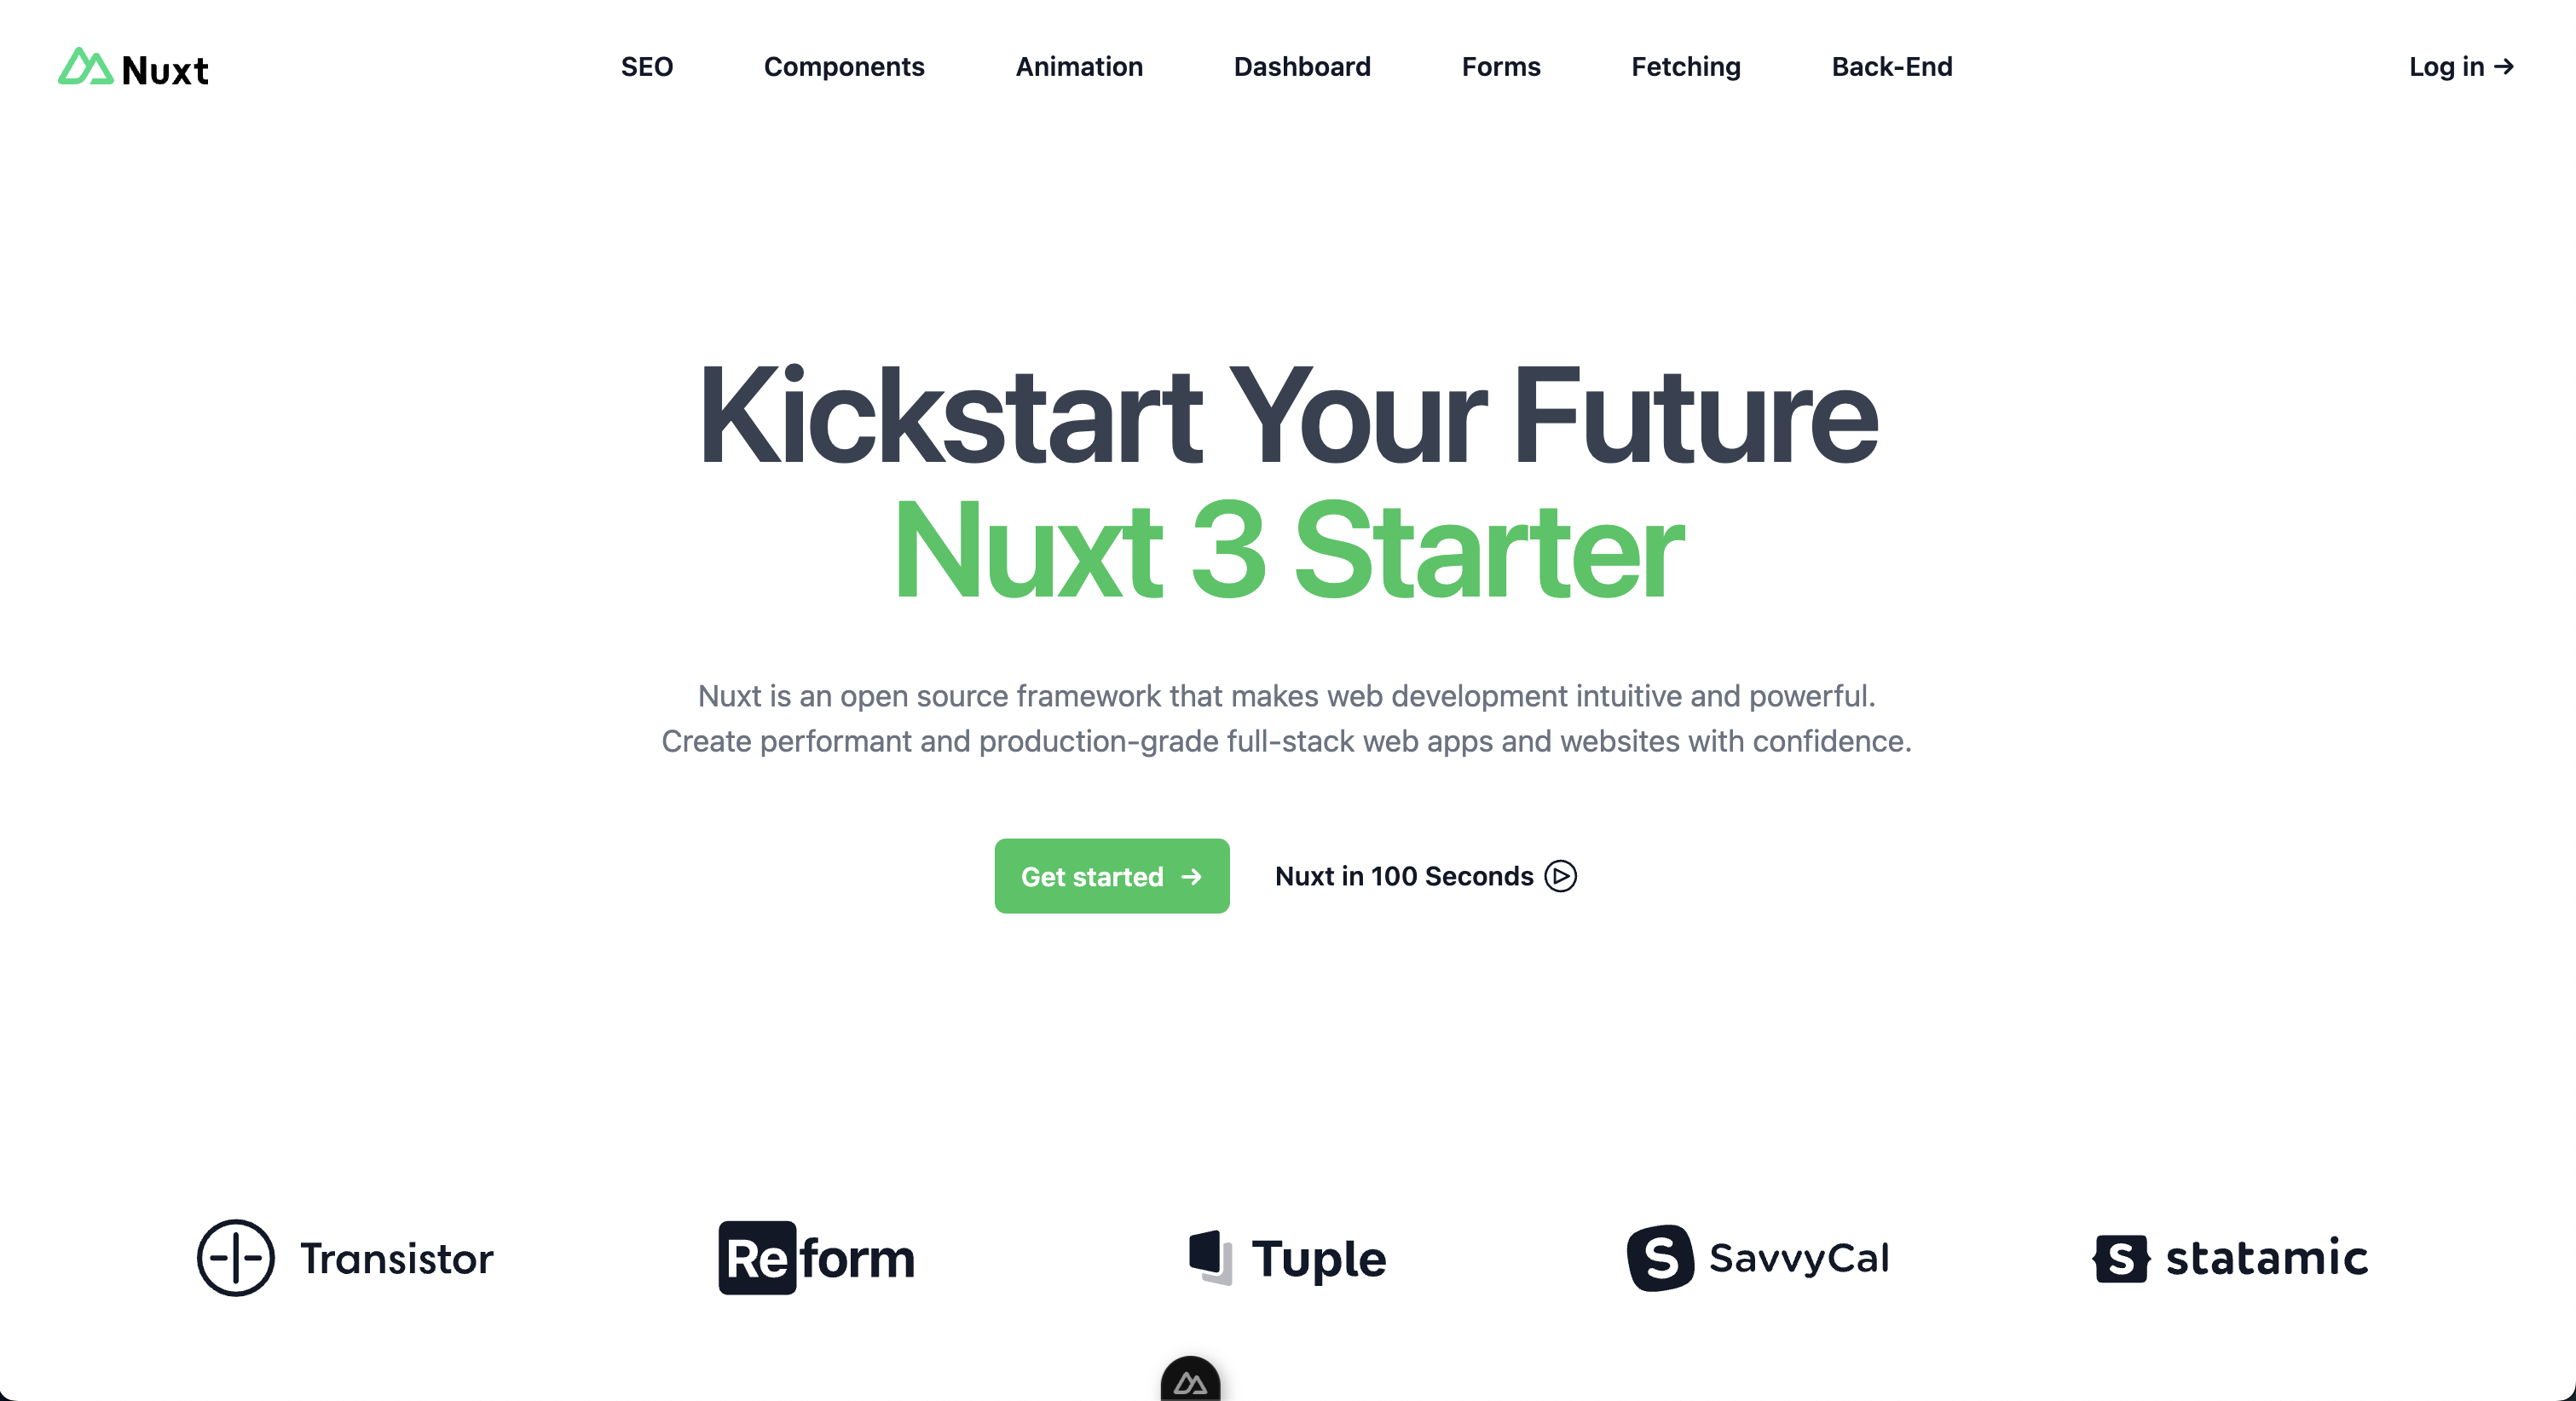 Nuxt
SEO
Components
Animation
Dashboard
Forms
Fetching
Back-End
Log in →
Kickstart Your Future
Nuxt 3 Starter
Nuxt is an open source framework that makes web development intuitive and powerful.
Create performant and production-grade full-stack web apps and websites with confidence.
Get started →
Nuxt in 100 Seconds
Transistor
Reform
Tuple
SavvyCal
statamic